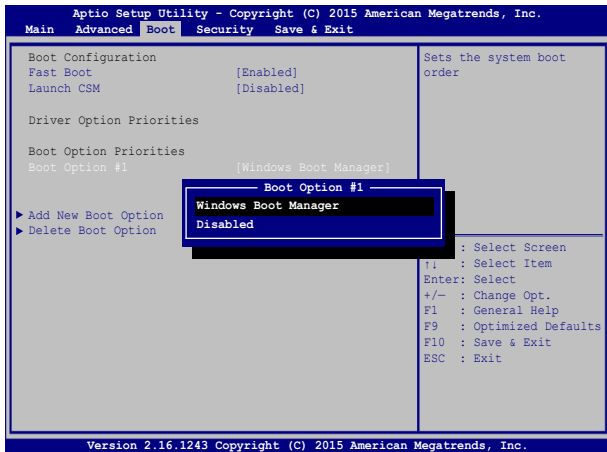 Aptio Setup Utility - Copyright (C) 2015 American Megatrends, Inc.
Main Advanced Boot Security Save & Exit
Boot Configuration
Fast Boot [Enabled]
Launch CSM [Disabled]
Driver Option Priorities
Boot Option Priorities
Boot Option #1 [Windows Boot Manager]
Add New Boot Option
Delete Boot Option
Boot Option #1
Windows Boot Manager
Disabled
Sets the system boot
order
: Select Screen
↑↓ : Select Item
Enter: Select
+/— : Change Opt.
F1 : General Help
F9 : Optimized Defaults
F10 : Save & Exit
ESC : Exit
Version 2.16.1243 Copyright (C) 2015 American Megatrends, Inc.